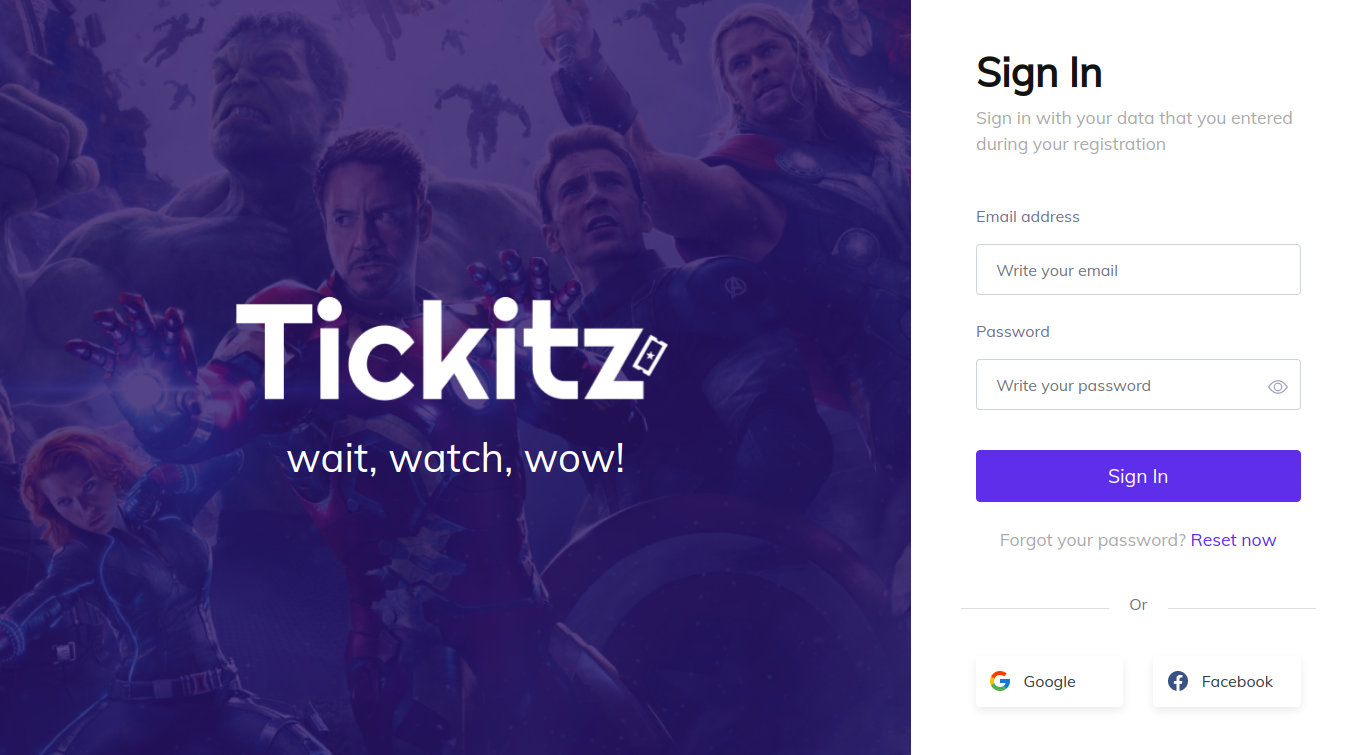 Tickitz
wait, watch, wow!
Sign In
Sign in with your data that you entered
during your registration
Email address
Write your email
Password
Write your password
Sign In
Forgot your password? Reset now
Or
Google
Facebook